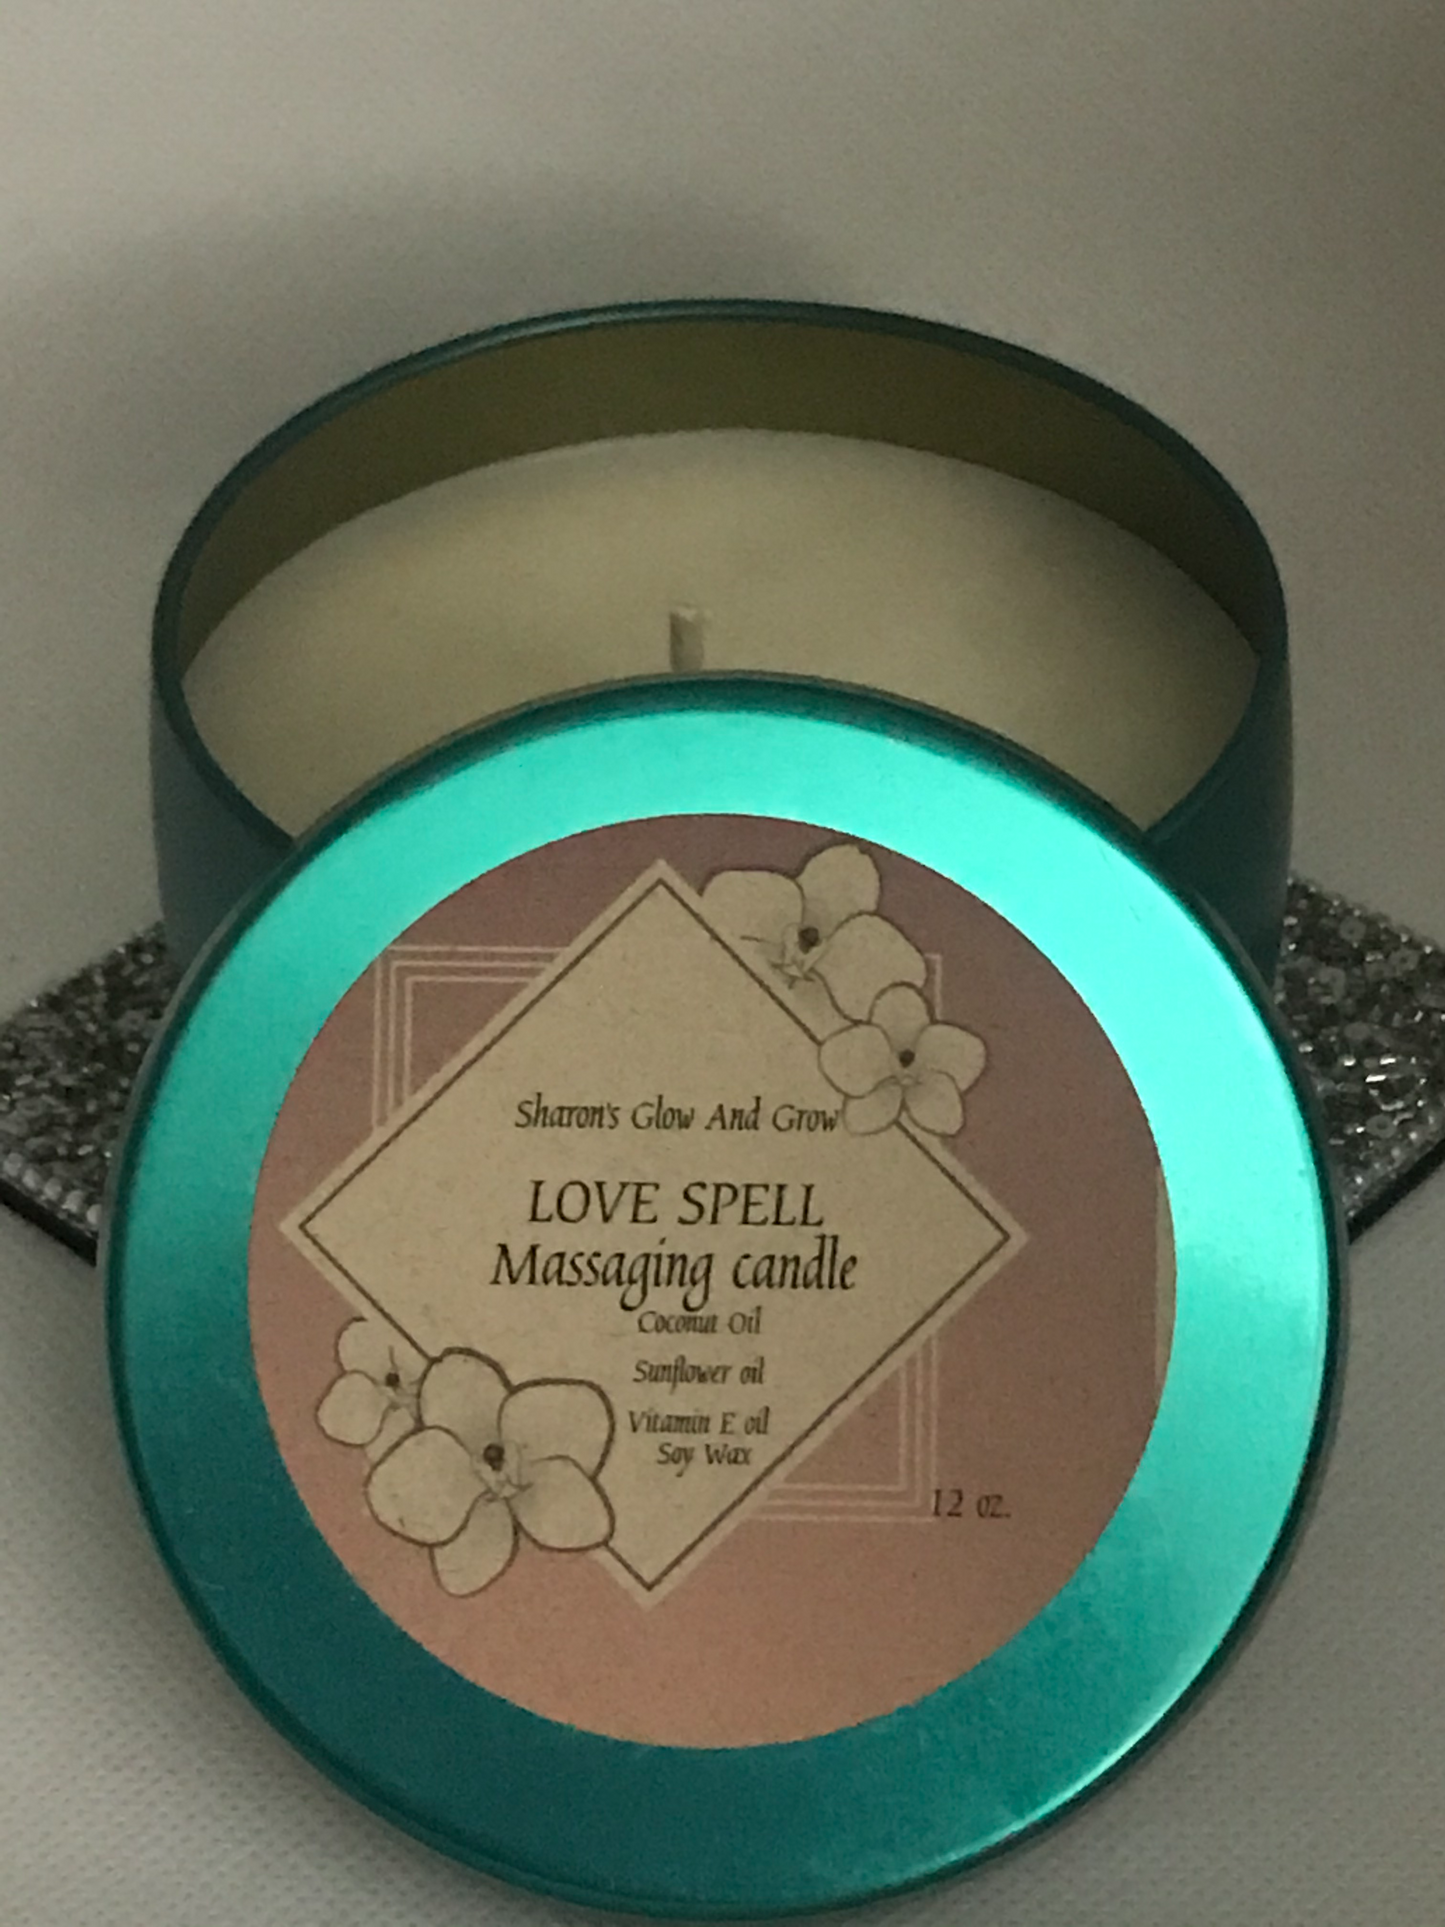 Sharon's Glow And Grow
LOVE SPELL
Massaging candle
Coconut Oil
Sunflower oil
Vitamin E oil
Soy Wax
12 oz.